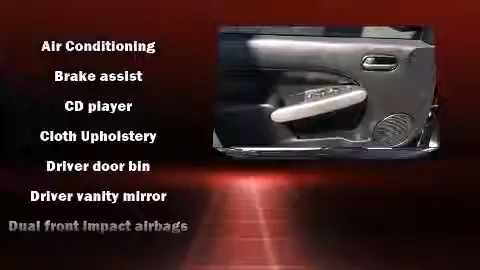 Air Conditioning
Brake assist
CD player
Cloth Upholstery
Driver door bin
Driver vanity mirror
Dual front impact airbags